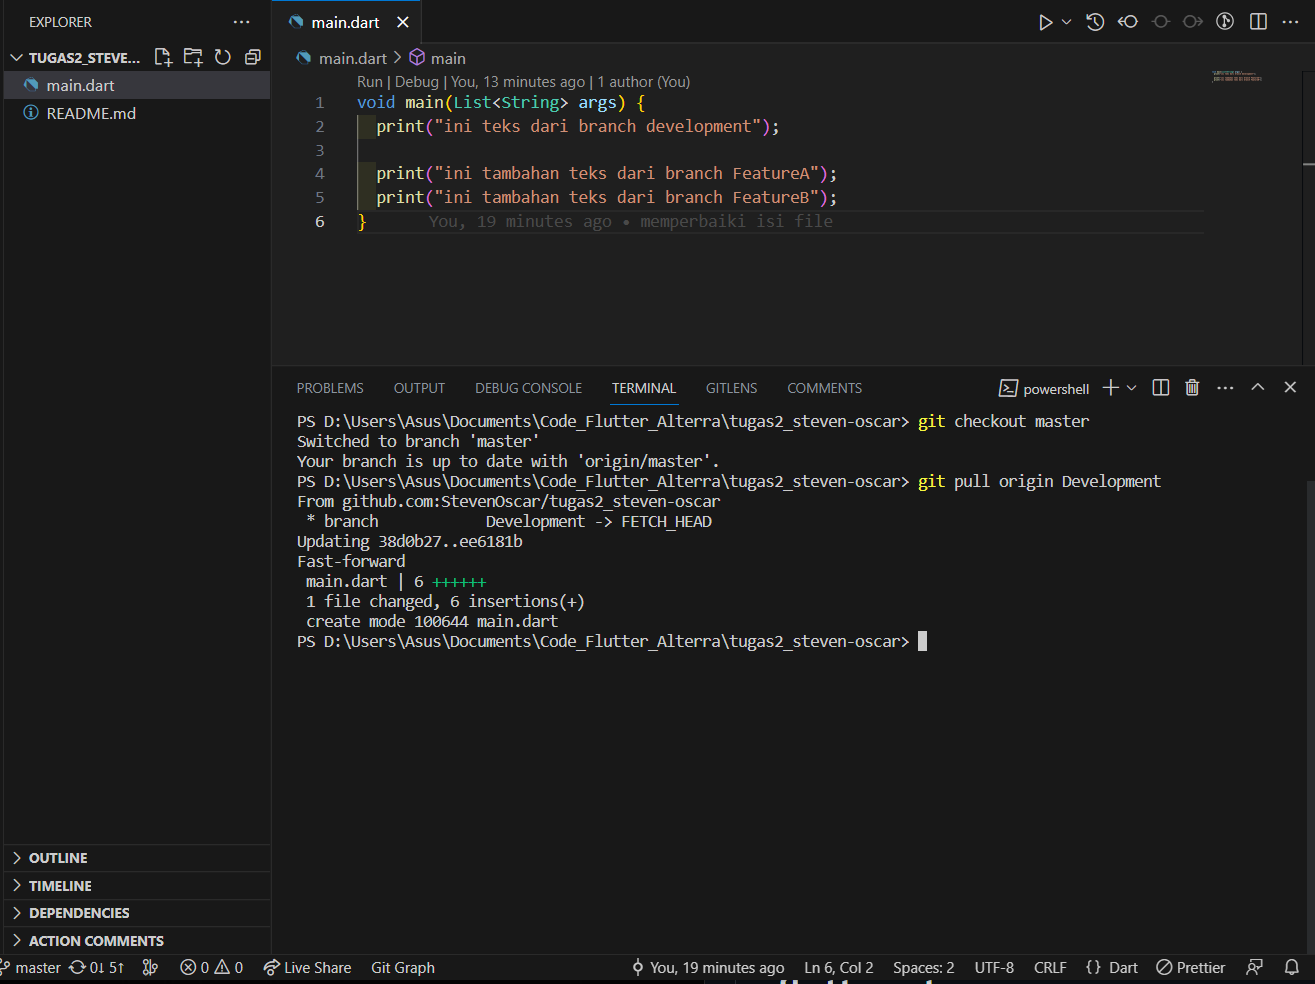 EXPLORER
TUGAS2_STEVE...
main.dart
README.md
OUTLINE
TIMELINE
DEPENDENCIES
ACTION COMMENTS
main.dart
main.dart > main
Run | Debug | You, 13 minutes ago | 1 author (You)
1 void main(List<String> args) {
2 print("ini teks dari branch development");
3
4 print("ini tambahan teks dari branch FeatureA");
5 print("ini tambahan teks dari branch FeatureB");
6 } You, 19 minutes ago • memperbaiki isi file
PROBLEMS OUTPUT DEBUG CONSOLE TERMINAL GITLENS COMMENTS powershell
PS D:\Users\Asus\Documents\Code_Flutter_Alterra\tugas2_steven-oscar> git checkout master
Switched to branch 'master'
Your branch is up to date with 'origin/master'.
PS D:\Users\Asus\Documents\Code_Flutter_Alterra\tugas2_steven-oscar> git pull origin Development
From github.com:StevenOscar/tugas2_steven-oscar
* branch Development -> FETCH_HEAD
Updating 38d0b27..ee6181b
Fast-forward
main.dart | 6 ++++++
1 file changed, 6 insertions(+)
create mode 100644 main.dart
PS D:\Users\Asus\Documents\Code_Flutter_Alterra\tugas2_steven-oscar>
master 0↓ 5↑ 0 0 Live Share Git Graph You, 19 minutes ago Ln 6, Col 2 Spaces: 2 UTF-8 CRLF {} Dart Prettier